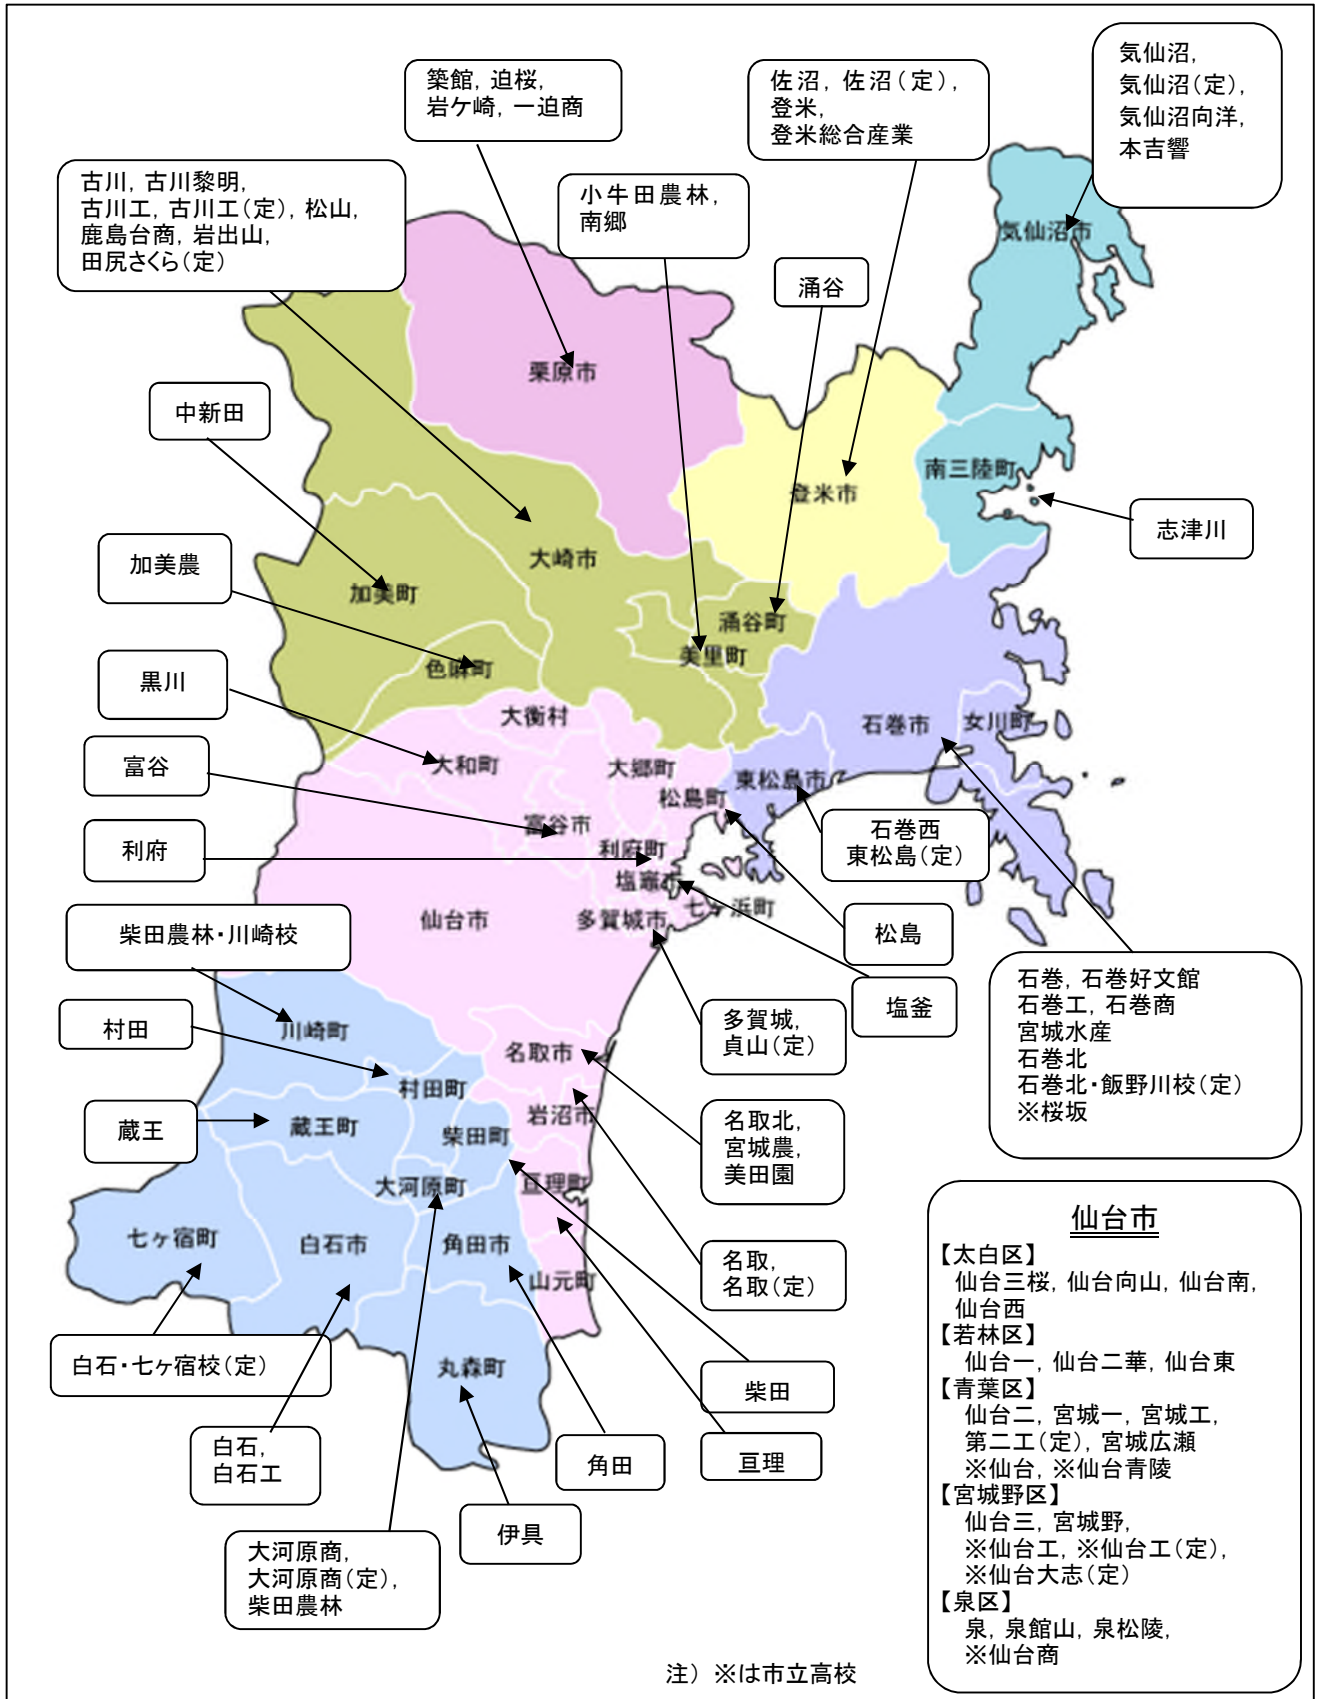 気仙沼,
気仙沼(定),
気仙沼向洋,
本吉響
築館, 迫桜,
岩ケ崎, 一迫商
佐沼, 佐沼(定),
登米,
登米総合産業
古川, 古川黎明,
古川工, 古川工(定), 松山,
鹿島台商, 岩出山,
田尻さくら(定)
小牛田農林,
南郷
涌谷
気仙沼市
栗原市
中新田
南三陸町
登米市
志津川
加美農
大崎市
加美町
涌谷町
美里町
色麻町
黒川
大衡村
石巻市
女川町
富谷
大和町
大郷町
東松島市
松島町
富谷市
石巻西
東松島(定)
利府
利府町
塩竈市
七ヶ浜町
仙台市
多賀城市
松島
柴田農林・川崎校
石巻, 石巻好文館
石巻工, 石巻商
宮城水産
石巻北
石巻北・飯野川校(定)
※桜坂
塩釜
村田
川崎町
多賀城,
貞山(定)
名取市
村田町
岩沼市
蔵王
蔵王町
柴田町
名取北,
宮城農,
美田園
大河原町
亘理町
七ヶ宿町
白石市
角田市
山元町
名取,
名取(定)
白石・七ヶ宿校(定)
丸森町
柴田
白石,
白石工
角田
亘理
伊具
大河原商,
大河原商(定),
柴田農林
仙台市
【太白区】
仙台三桜, 仙台向山, 仙台南,
仙台西
【若林区】
仙台一, 仙台二華, 仙台東
【青葉区】
仙台二, 宮城一, 宮城工,
第二工(定), 宮城広瀬
※仙台, ※仙台青陵
【宮城野区】
仙台三, 宮城野,
※仙台工, ※仙台工(定),
※仙台大志(定)
【泉区】
泉, 泉館山, 泉松陵,
※仙台商
注) ※は市立高校